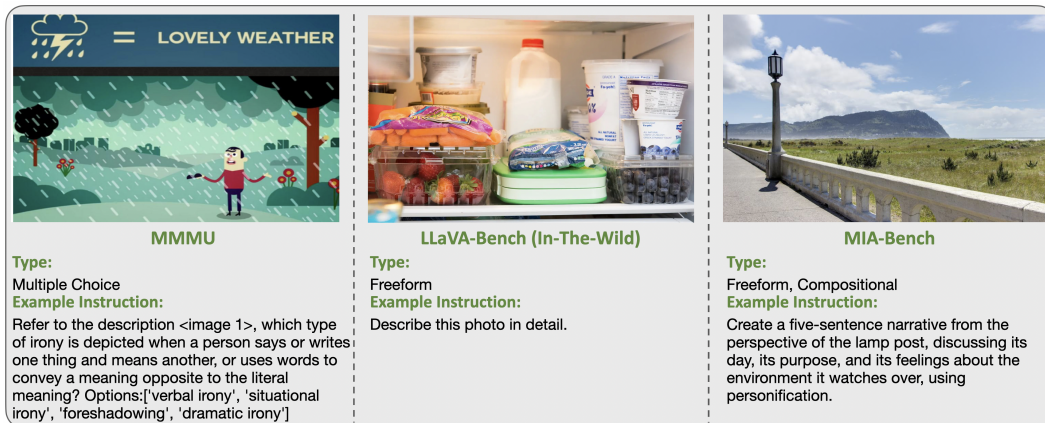 = LOVELY WEATHER
MMMU
Type:
Multiple Choice
Example Instruction:
Refer to the description <image 1>, which type
of irony is depicted when a person says or writes
one thing and means another, or uses words to
convey a meaning opposite to the literal
meaning? Options:['verbal irony', 'situational
irony', 'foreshadowing', 'dramatic irony']
LLaVA-Bench (In-The-Wild)
Type:
Freeform
Example Instruction:
Describe this photo in detail.
MIA-Bench
Type:
Freeform, Compositional
Example Instruction:
Create a five-sentence narrative from the
perspective of the lamp post, discussing its
day, its purpose, and its feelings about the
environment it watches over, using
personification.